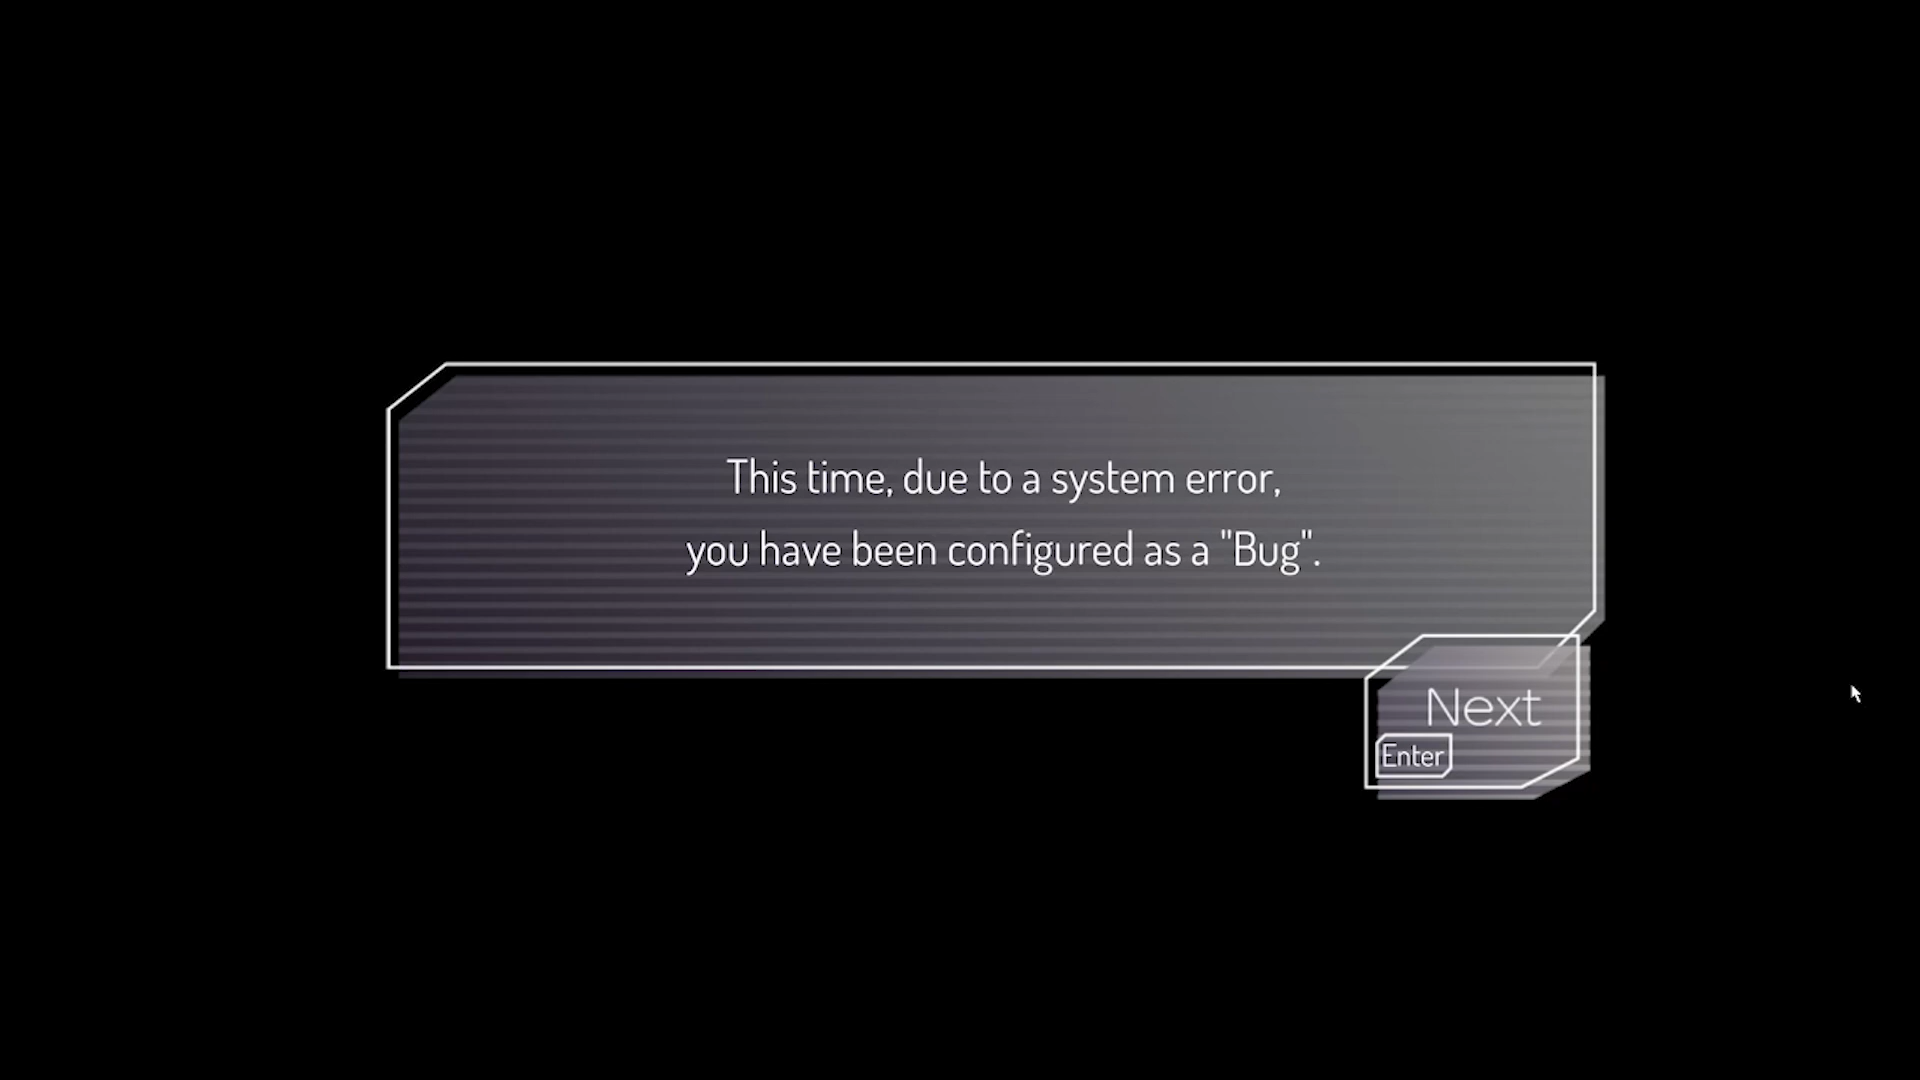 This time, due to a system error,
you have been configured as a "Bug".
Next
Enter